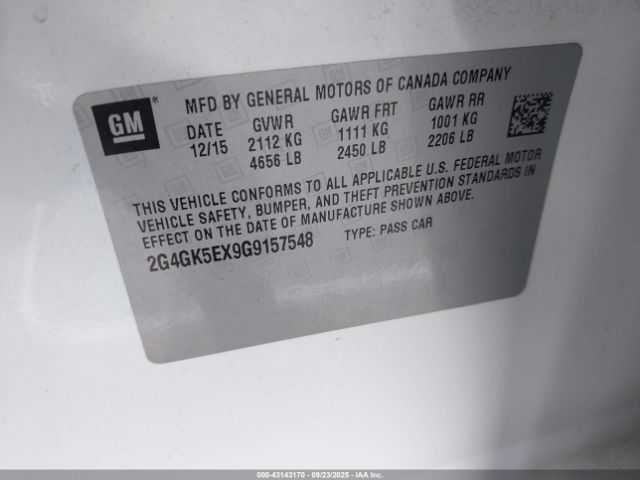 GM®
MFD BY GENERAL MOTORS OF CANADA COMPANY
DATE GVWR GAWR FRT GAWR RR
12/15 2112 KG 1111 KG 1001 KG
4656 LB 2450 LB 2206 LB
THIS VEHICLE CONFORMS TO ALL APPLICABLE U.S. FEDERAL MOTOR
VEHICLE SAFETY, BUMPER, AND THEFT PREVENTION STANDARDS IN
EFFECT ON THE DATE OF MANUFACTURE SHOWN ABOVE.
2G4GK5EX9G9157548 TYPE: PASS CAR
000-43143170 - 09/23/2025 - IAA Inc.